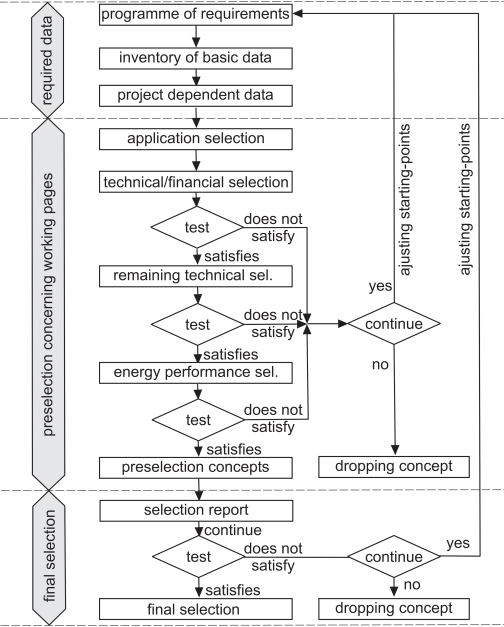 required data
programme of requirements
inventory of basic data
project dependent data
preselection concerning working pages
application selection
technical/financial selection
test
does not
satisfy
satisfies
remaining technical sel.
test
does not
satisfy
satisfies
energy performance sel.
test
does not
satisfy
satisfies
preselection concepts
continue
yes
no
ajusting starting-points
ajusting starting-points
dropping concept
final selection
selection report
continue
test
does not
satisfy
satisfies
final selection
continue
yes
no
dropping concept